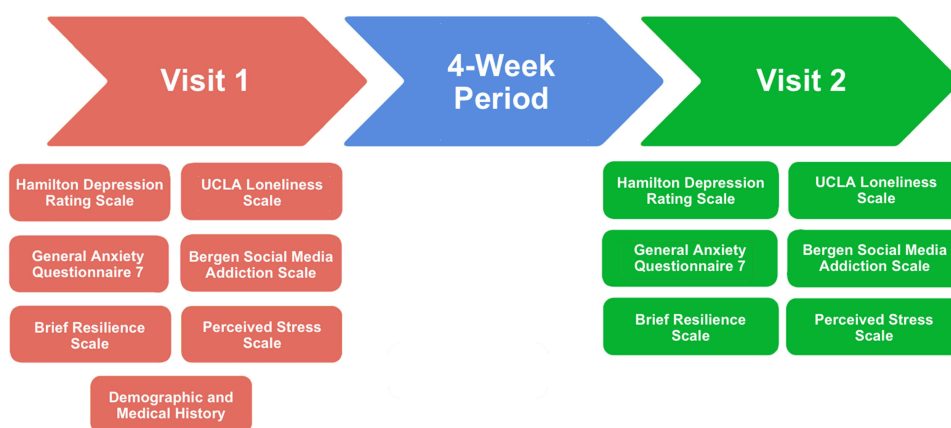 Visit 1
4-Week
Period
Visit 2
Hamilton Depression
Rating Scale
UCLA Loneliness
Scale
General Anxiety
Questionnaire 7
Bergen Social Media
Addiction Scale
Brief Resilience
Scale
Perceived Stress
Scale
Demographic and
Medical History
Hamilton Depression
Rating Scale
UCLA Loneliness
Scale
General Anxiety
Questionnaire 7
Bergen Social Media
Addiction Scale
Brief Resilience
Scale
Perceived Stress
Scale